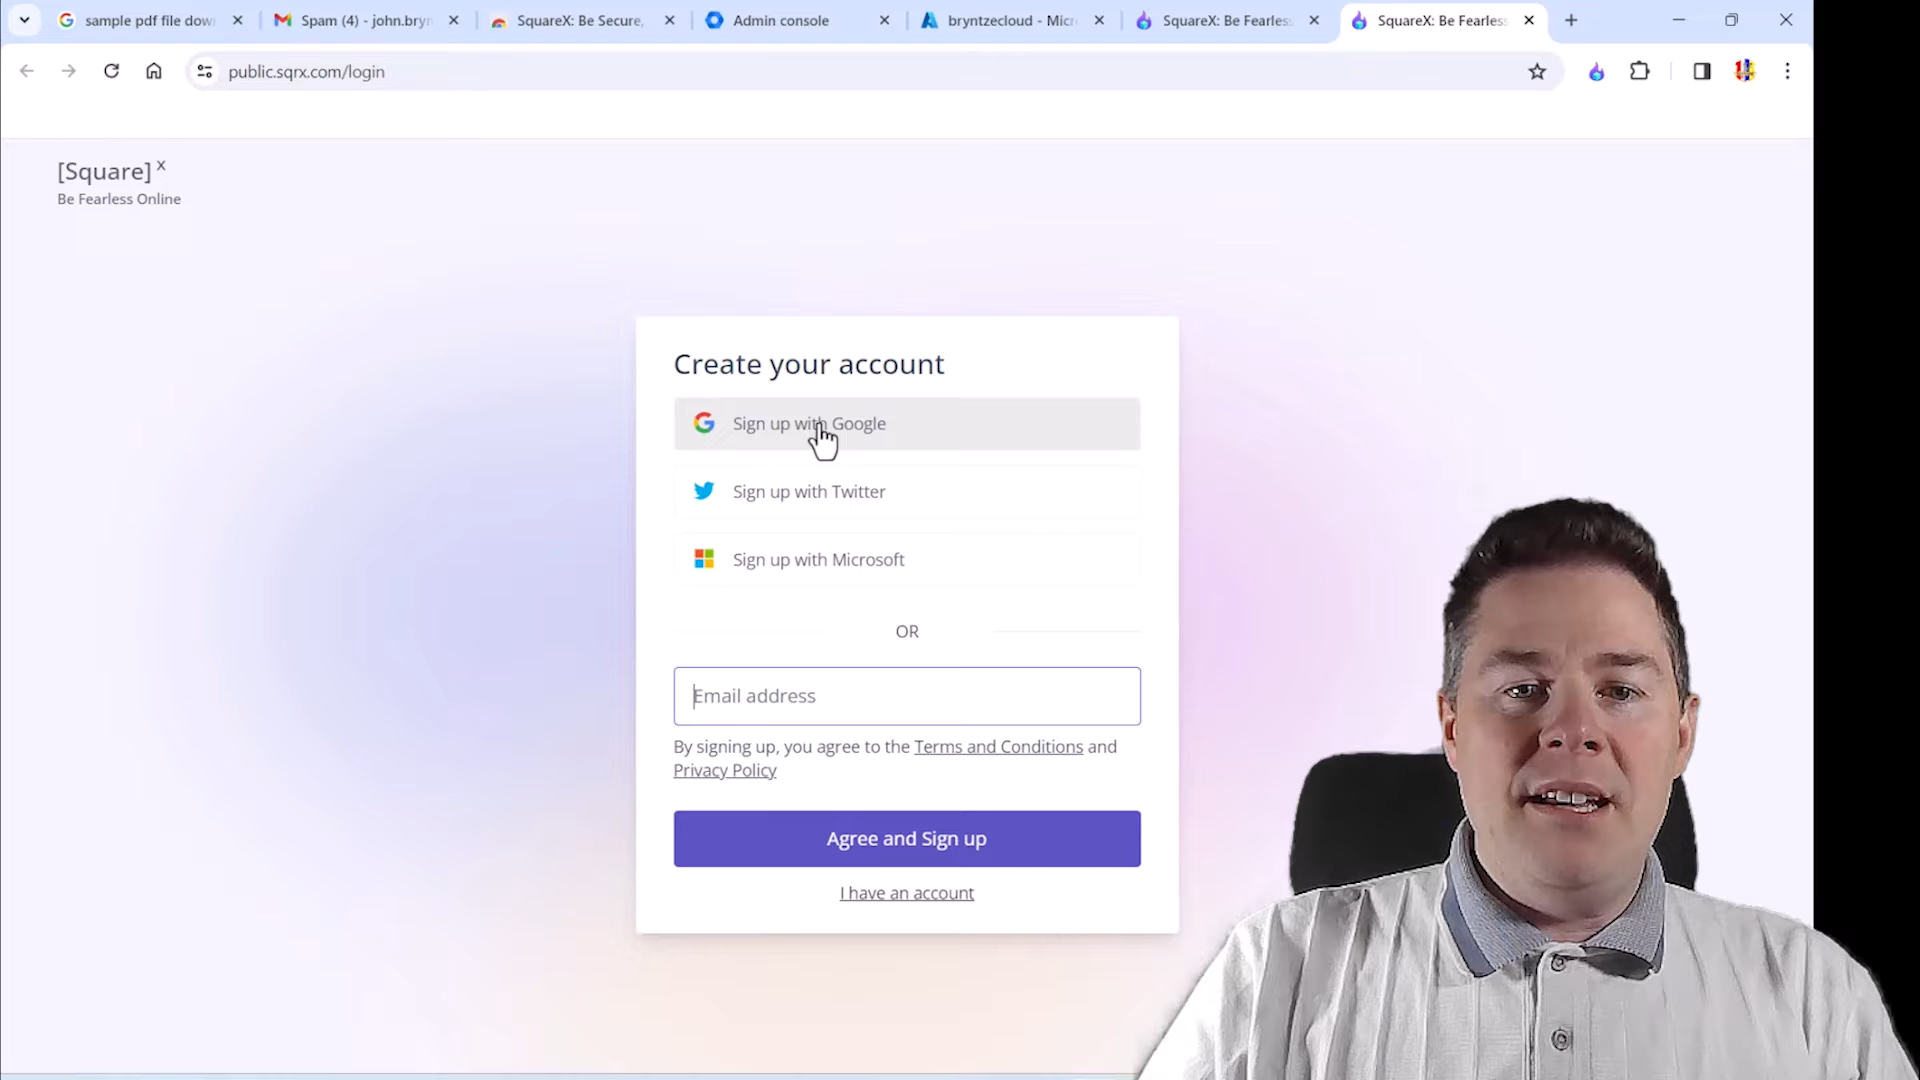 sample pdf file dow
Spam (4) - john.bryn
SquareX: Be Secure,
Admin console
bryntzecloud - Micr
SquareX: Be Fearless
SquareX: Be Fearless
public.sqrx.com/login
[Square] x
Be Fearless Online
Create your account
Sign up with Google
Sign up with Twitter
Sign up with Microsoft
OR
Email address
By signing up, you agree to the Terms and Conditions and
Privacy Policy
Agree and Sign up
I have an account